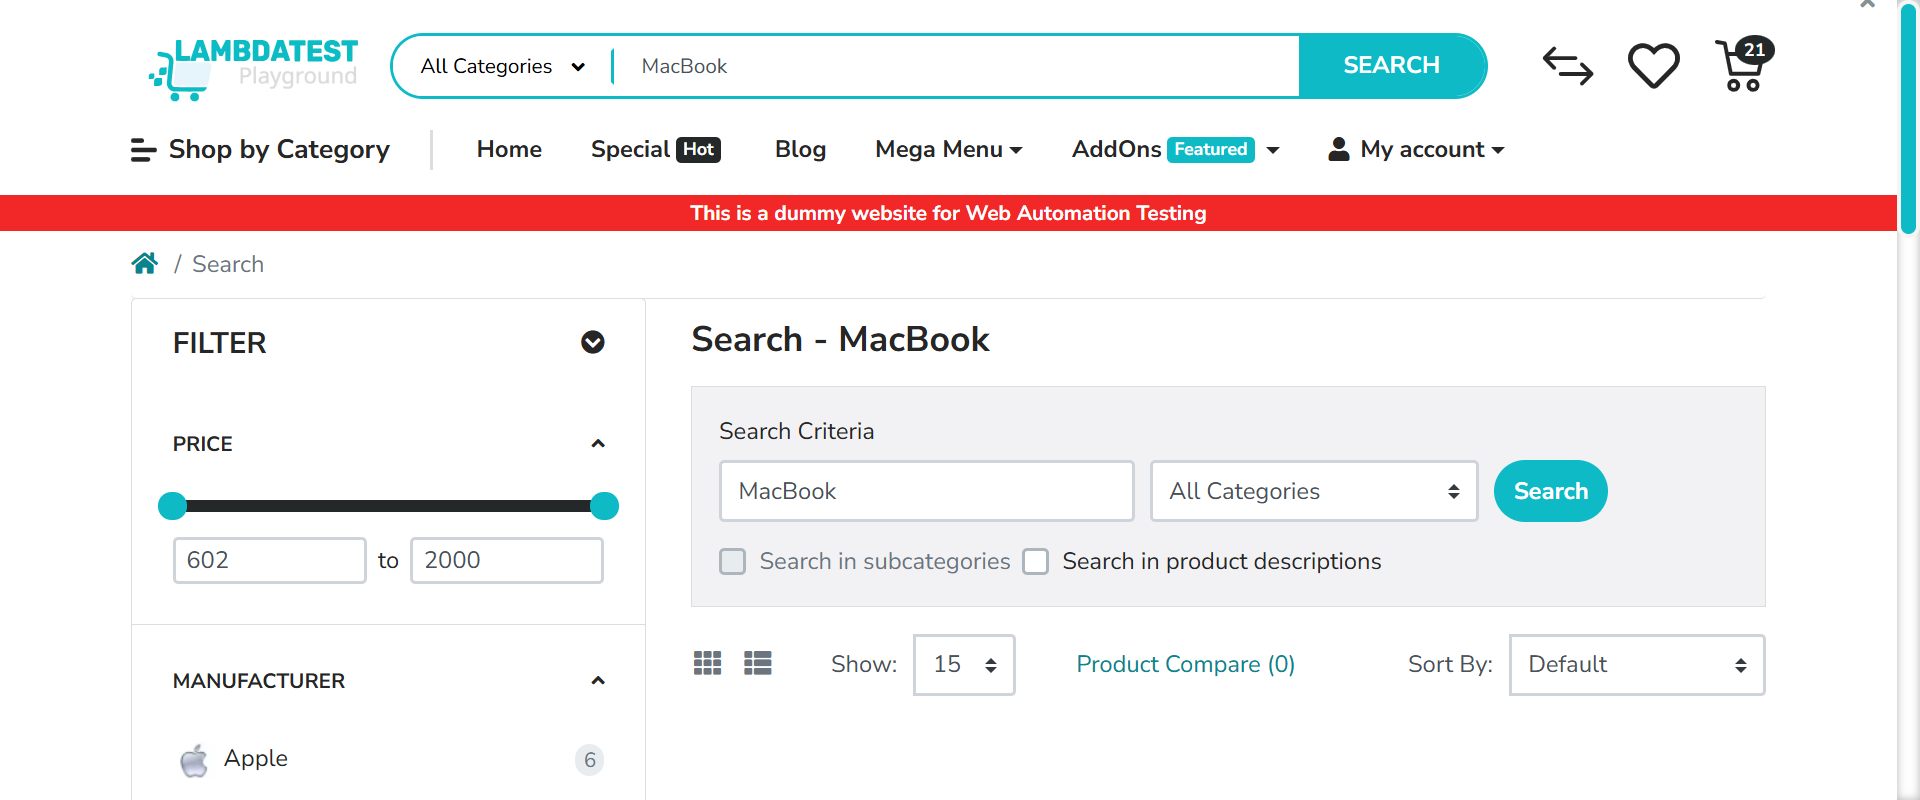 LAMBDATEST
Playground
All Categories
MacBook
SEARCH
21
Shop by Category
Home
Special Hot
Blog
Mega Menu
AddOns Featured
My account
This is a dummy website for Web Automation Testing
/ Search
FILTER
PRICE
602 to 2000
MANUFACTURER
Apple 6
Search - MacBook
Search Criteria
MacBook
All Categories
Search
Search in subcategories
Search in product descriptions
Show: 15
Product Compare (0)
Sort By: Default